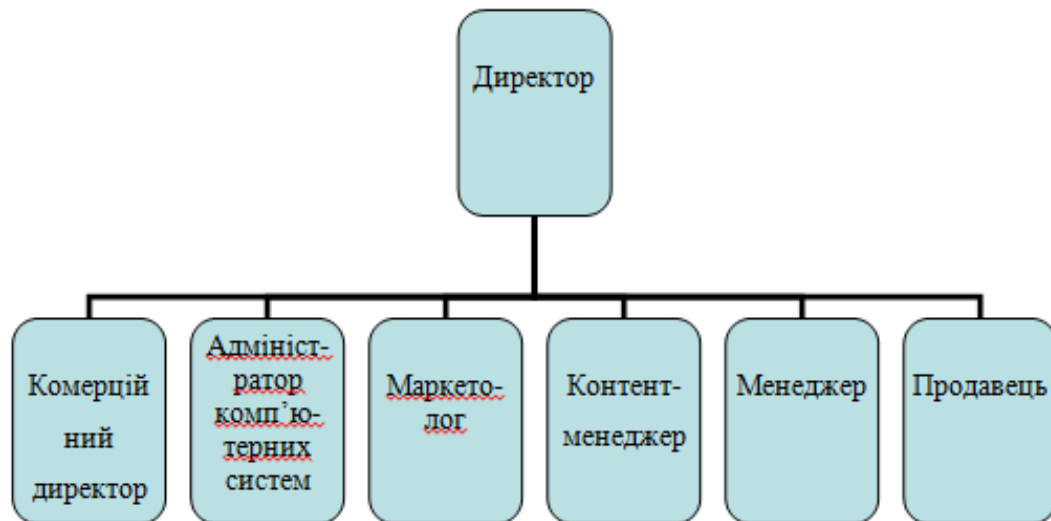 Директор
Комерцій
ний
директор
Адмініст-
ратор
комп’ю-
терних
систем
Маркето-
лог
Контент-
менеджер
Менеджер
Продавець